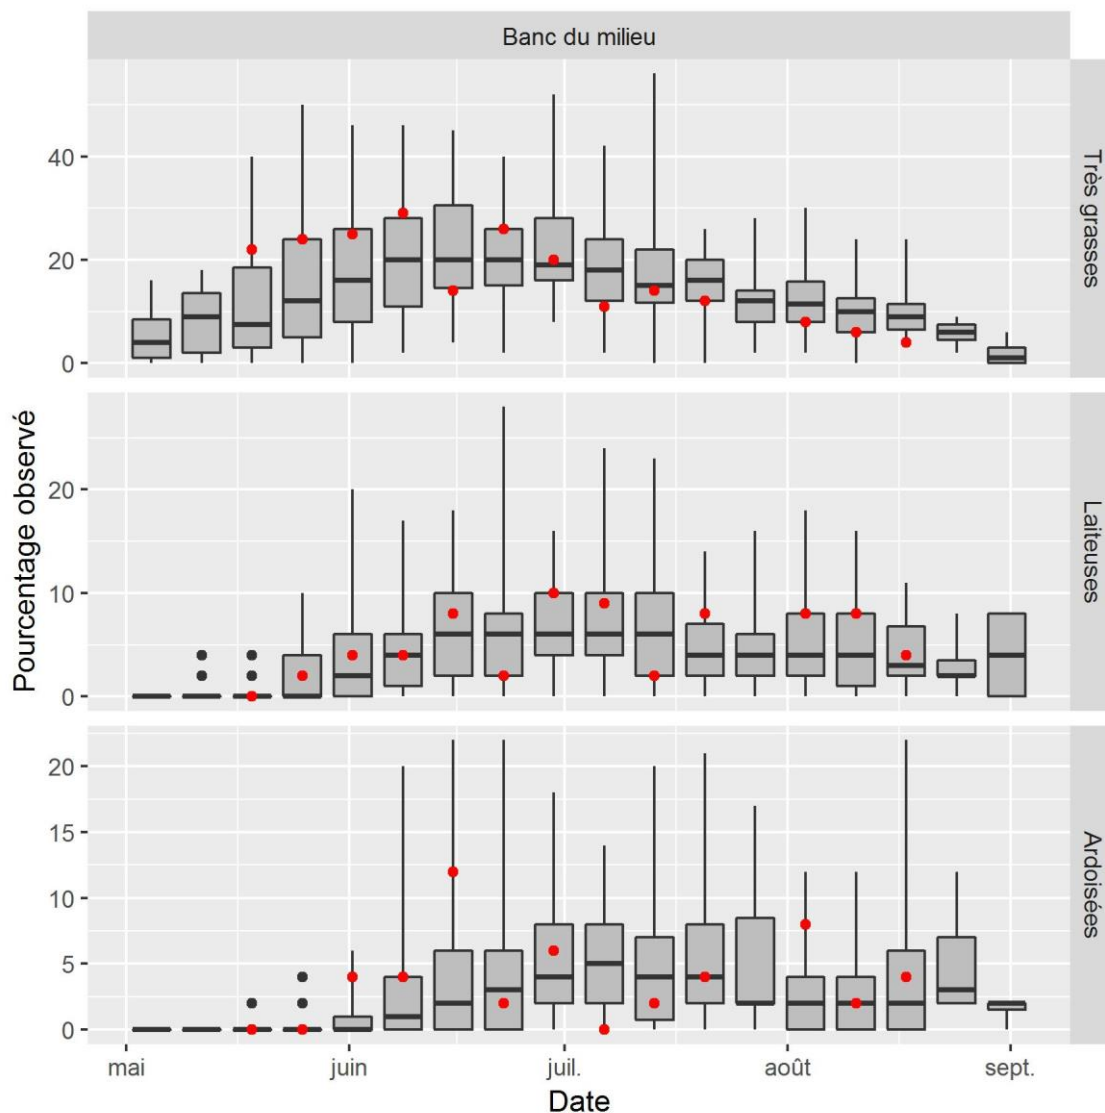 Banc du milieu
Pourcentage observé
40
20
0
Très grasses
20
10
0
Laiteuses
20
15
10
5
0
Ardoisées
mai
juin
juil.
août
sept.
Date